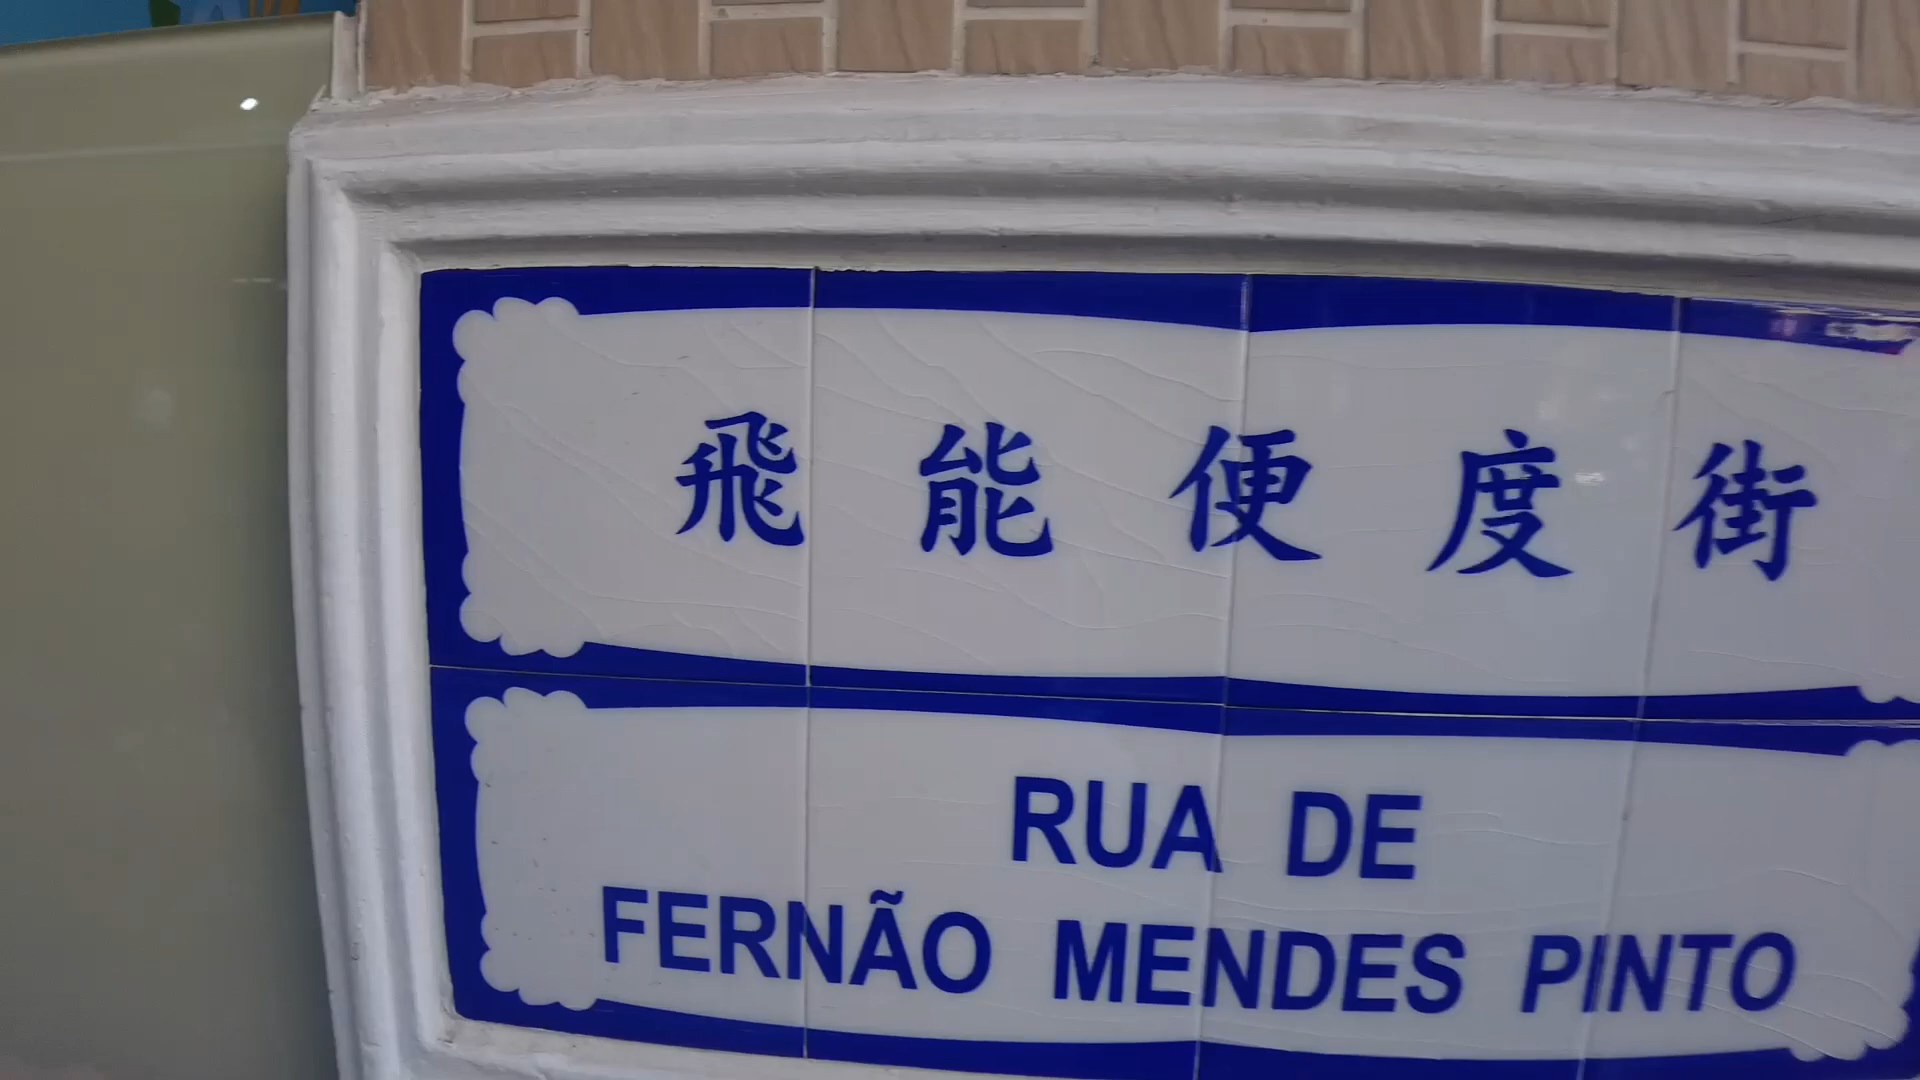 飛能便度街
RUA DE
FERNÃO MENDES PINTO